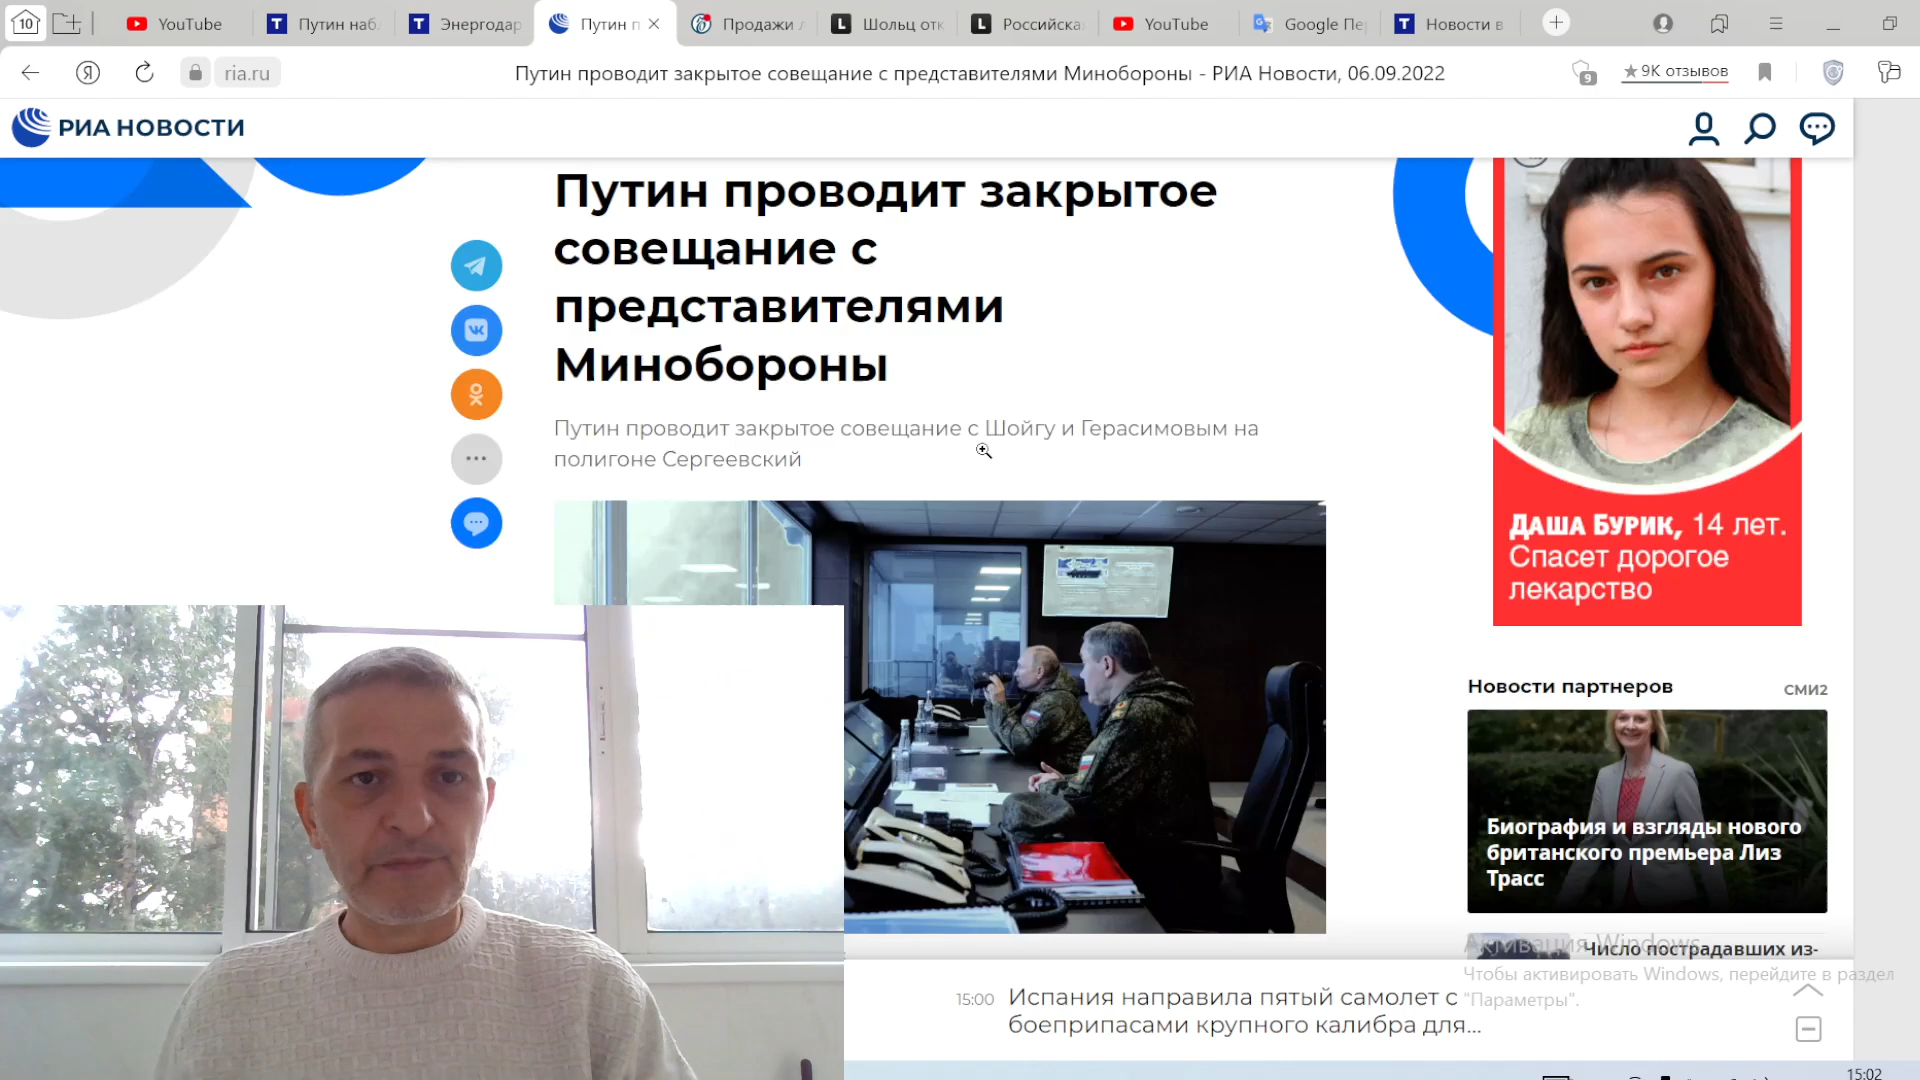 10
YouTube
Путин наб
Энергодар
Путин п
Продажи л
Шольц отк
Российска
YouTube
Google Пе
Новости в
ria.ru
Путин проводит закрытое совещание с представителями Минобороны - РИА Новости, 06.09.2022
9
★ 9K отзывов
РИА НОВОСТИ
Путин проводит закрытое
совещание с
представителями
Минобороны
Путин проводит закрытое совещание с Шойгу и Герасимовым на
полигоне Сергеевский
ДАША БУРИК, 14 лет.
Спасет дорогое
лекарство
Новости партнеров
СМИ2
Биография и взгляды нового
британского премьера Лиз
Трасс
Число пострадавших из-
Активация Windows
Чтобы активировать Windows, перейдите в раздел
"Параметры".
15:00
Испания направила пятый самолет с
боеприпасами крупного калибра для...
15:02